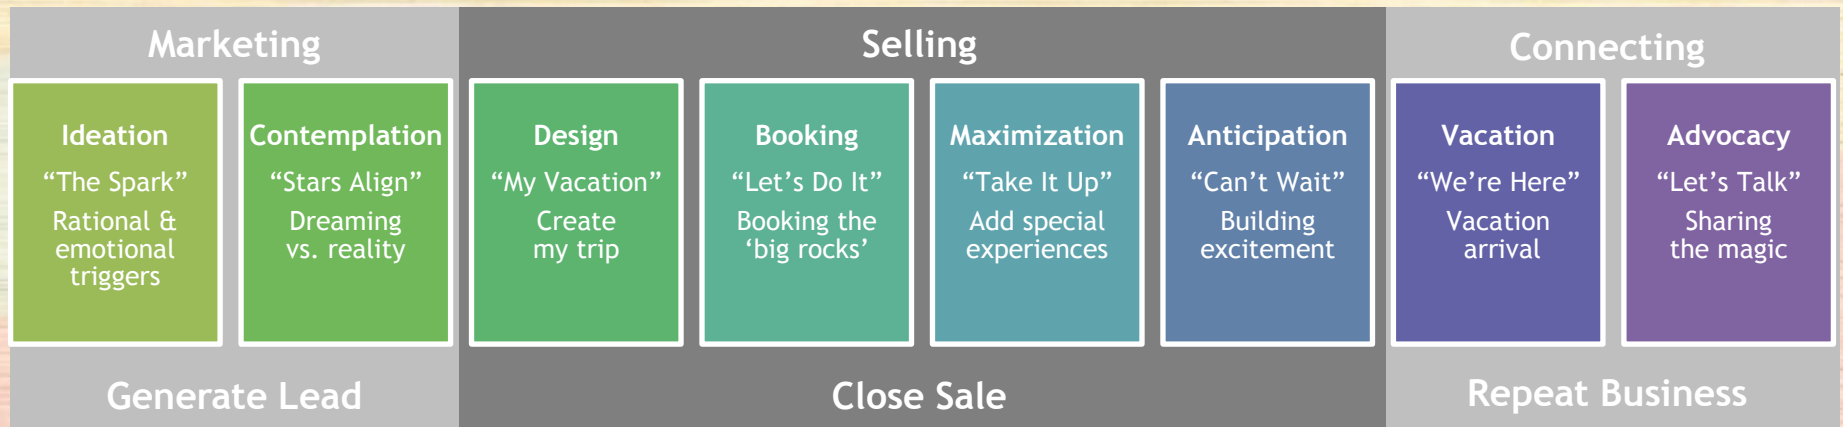 Marketing
Selling
Connecting
Ideation
“The Spark”
Rational &
emotional
triggers
Contemplation
“Stars Align”
Dreaming
vs. reality
Design
“My Vacation”
Create
my trip
Booking
“Let’s Do It”
Booking the
‘big rocks’
Maximization
“Take It Up”
Add special
experiences
Anticipation
“Can’t Wait”
Building
excitement
Vacation
“We’re Here”
Vacation
arrival
Advocacy
“Let’s Talk”
Sharing
the magic
Generate Lead
Close Sale
Repeat Business